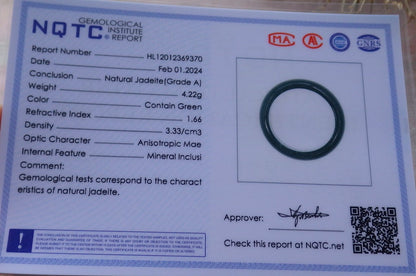 NQTC® GEMOLOGICAL INSTITUTE REPORT
MA CNAS
Report Number HL12012369370
Date Feb 01.2024
Conclusion Natural Jadeite(Grade A)
Weight 4.22g
Color Contain Green
Refractive Index 1.66
Density 3.33/cm3
Optic Character Anisotropic Mae
Internal Feature Mineral Inclusi
Comment:
Gemological tests correspond to the charact
eristics of natural jadeite.
Approver:
Check this report at NQTC.net